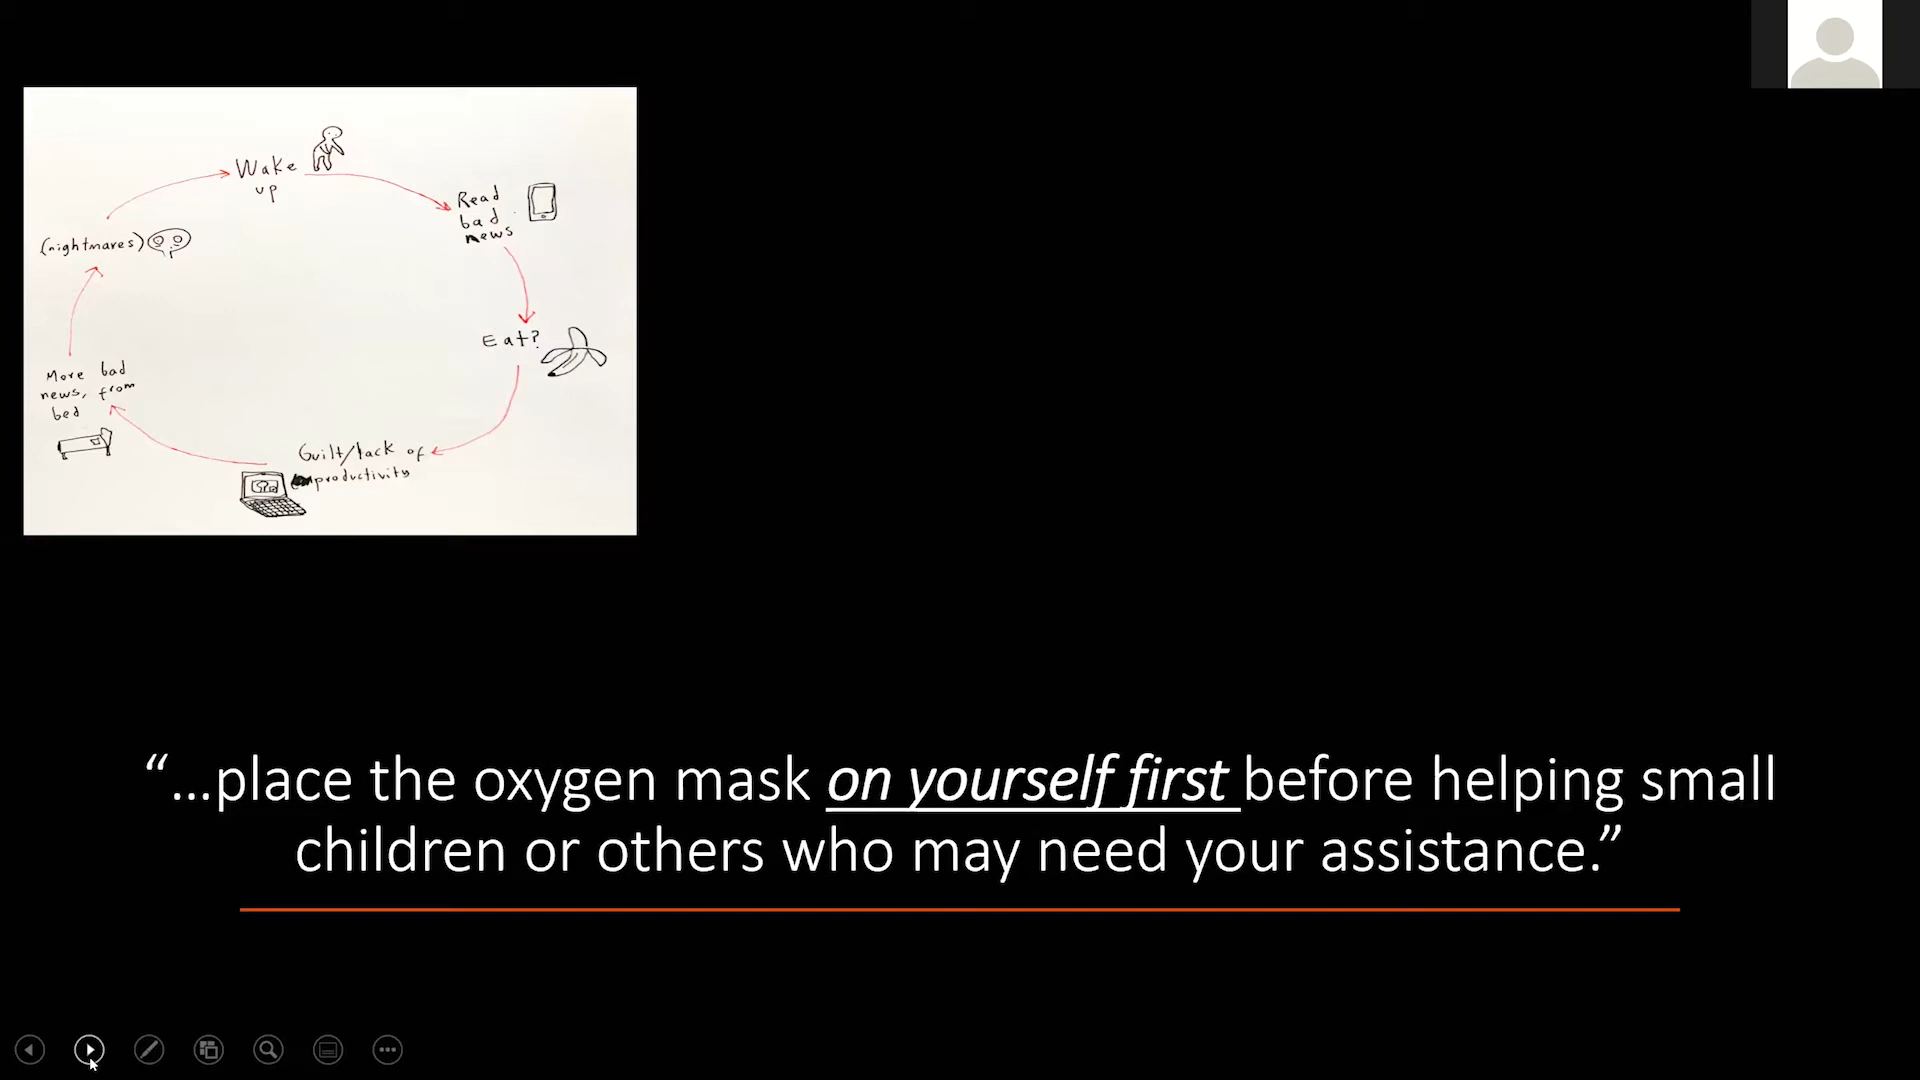 Wake
up
Read
bad
news
Eat?
Guilt/lack of
productivity
More bad
news, from
bed
(nightmares)
“…place the oxygen mask on yourself first before helping small
children or others who may need your assistance.”